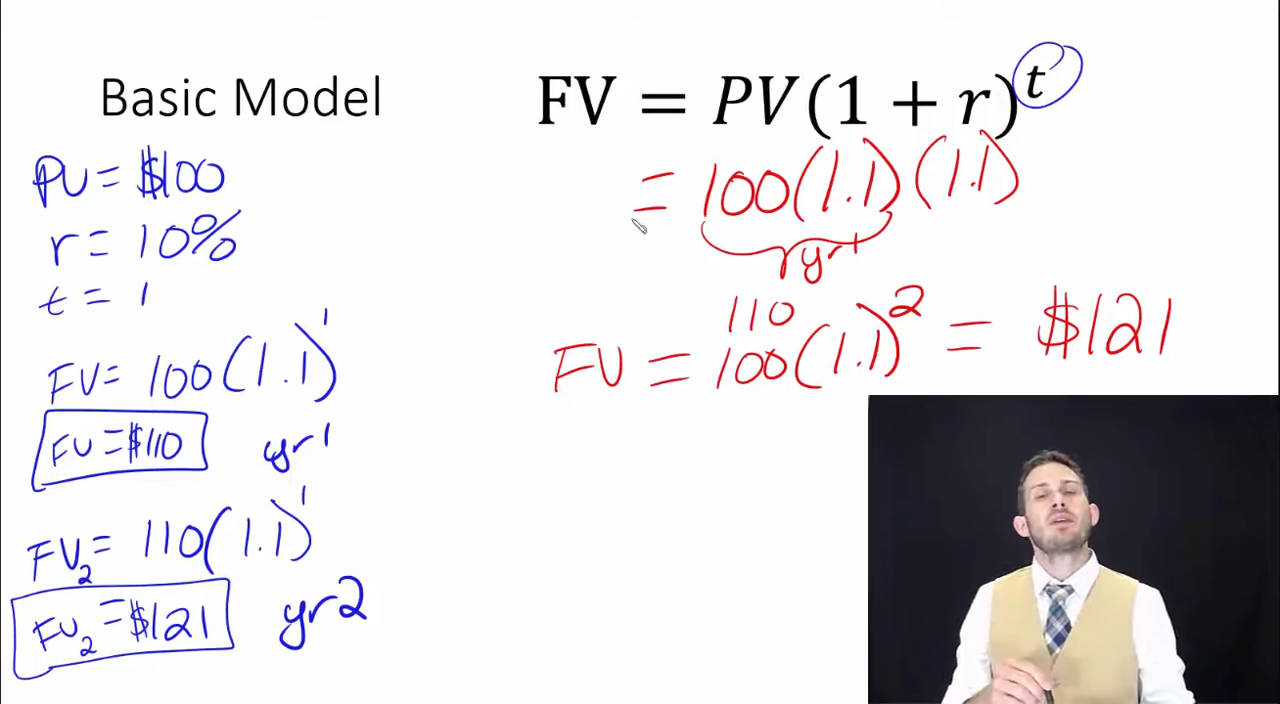 Basic Model
PV = $100
r = 10%
t = 1
FV = 100(1.1)¹
FV = $110 yr 1
FV₂ = 110(1.1)¹
FV₂ = $121 yr 2
FV = PV(1 + r)ᵗ
= 100(1.1)(1.1)
yr 1
110
FV = 100(1.1)² = $121